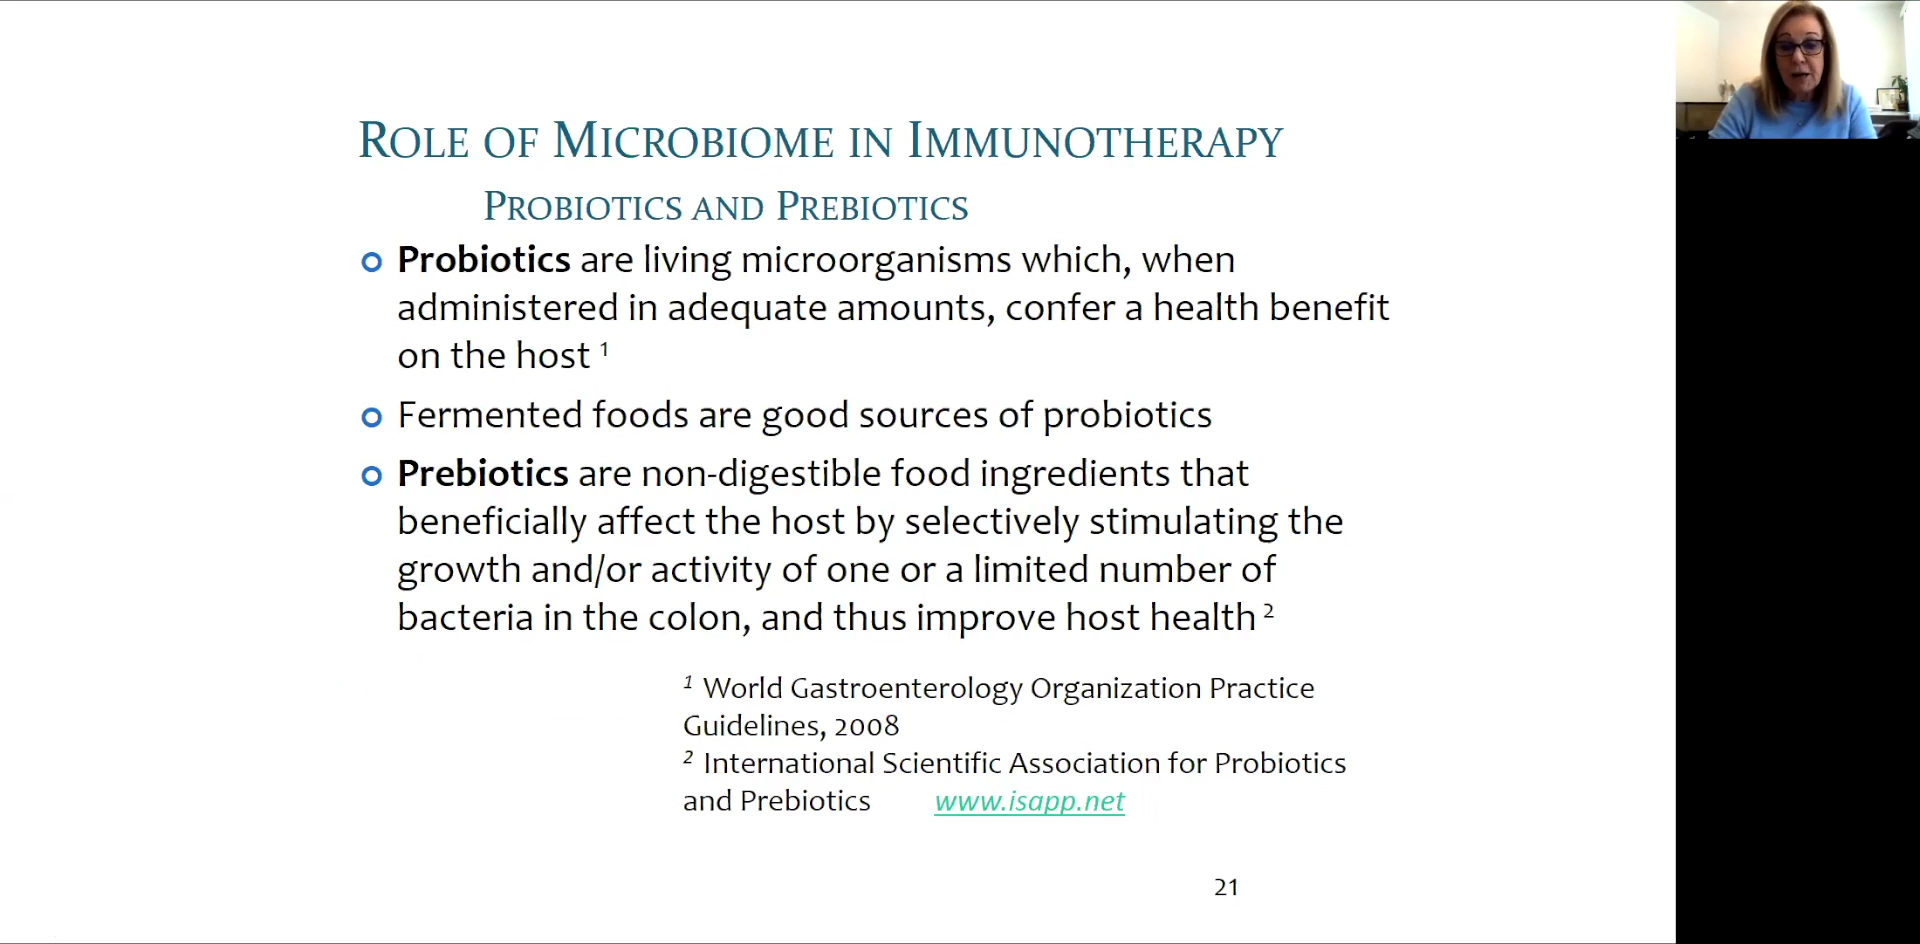 ROLE OF MICROBIOME IN IMMUNOTHERAPY
PROBIOTICS AND PREBIOTICS
Probiotics are living microorganisms which, when
administered in adequate amounts, confer a health benefit
on the host 1
Fermented foods are good sources of probiotics
Prebiotics are non-digestible food ingredients that
beneficially affect the host by selectively stimulating the
growth and/or activity of one or a limited number of
bacteria in the colon, and thus improve host health 2
1 World Gastroenterology Organization Practice
Guidelines, 2008
2 International Scientific Association for Probiotics
and Prebiotics www.isapp.net
21